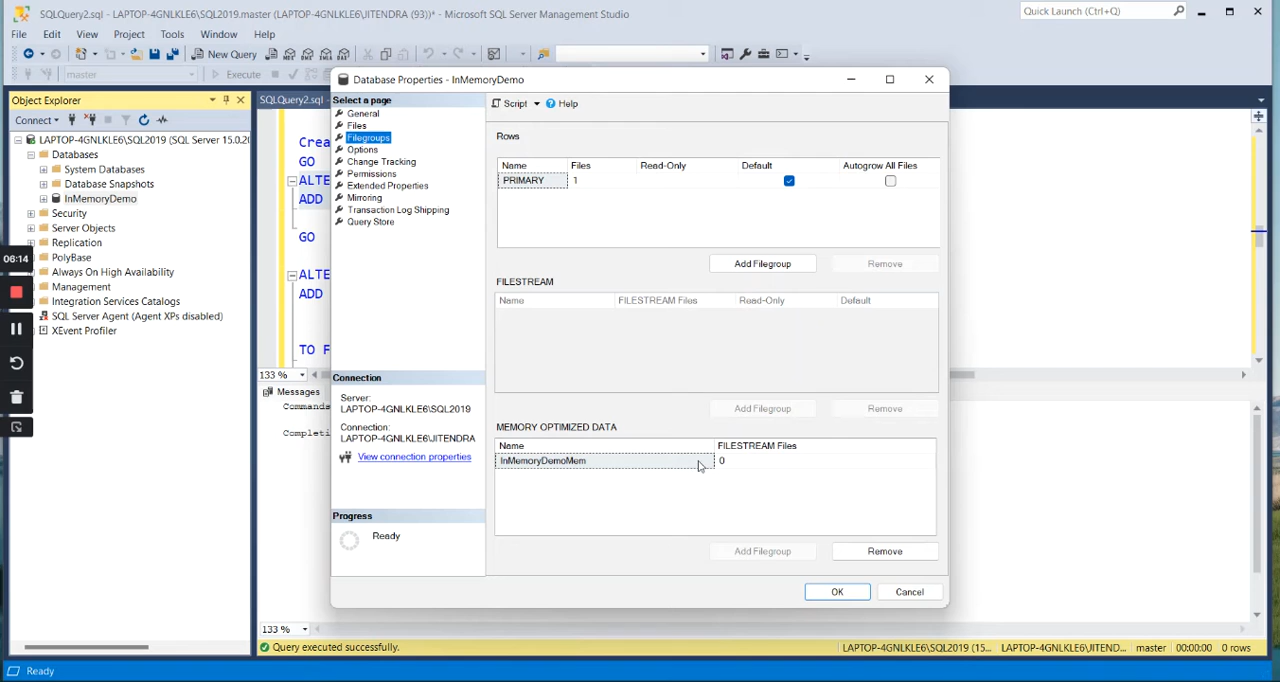 SQLQuery2.sql - LAPTOP-4GNLKLE6\SQL2019.master (LAPTOP-4GNLKLE6\JITENDRA (93))* - Microsoft SQL Server Management Studio
Quick Launch (Ctrl+Q)
File Edit View Project Tools Window Help
New Query
master
Execute
Object Explorer
Connect
LAPTOP-4GNLKLE6\SQL2019 (SQL Server 15.0.20
Databases
System Databases
Database Snapshots
InMemoryDemo
Security
Server Objects
Replication
PolyBase
Always On High Availability
Management
Integration Services Catalogs
SQL Server Agent (Agent XPs disabled)
XEvent Profiler
06:14
SQLQuery2.sql
Crea
GO
ALTE
ADD
GO
ALTE
ADD
TO F
133 %
Messages
Commands
Completi
133 %
Database Properties - InMemoryDemo
Select a page
General
Files
Filegroups
Options
Change Tracking
Permissions
Extended Properties
Mirroring
Transaction Log Shipping
Query Store
Connection
Server:
LAPTOP-4GNLKLE6\SQL2019
Connection:
LAPTOP-4GNLKLE6\JITENDRA
View connection properties
Progress
Ready
Script Help
Rows
Name Files Read-Only Default Autogrow All Files
PRIMARY 1
Add Filegroup Remove
FILESTREAM
Name FILESTREAM Files Read-Only Default
Add Filegroup Remove
MEMORY OPTIMIZED DATA
Name FILESTREAM Files
InMemoryDemoMem 0
Add Filegroup Remove
OK Cancel
Query executed successfully.
LAPTOP-4GNLKLE6\SQL2019 (15... LAPTOP-4GNLKLE6\JITEND... master 00:00:00 0 rows
Ready